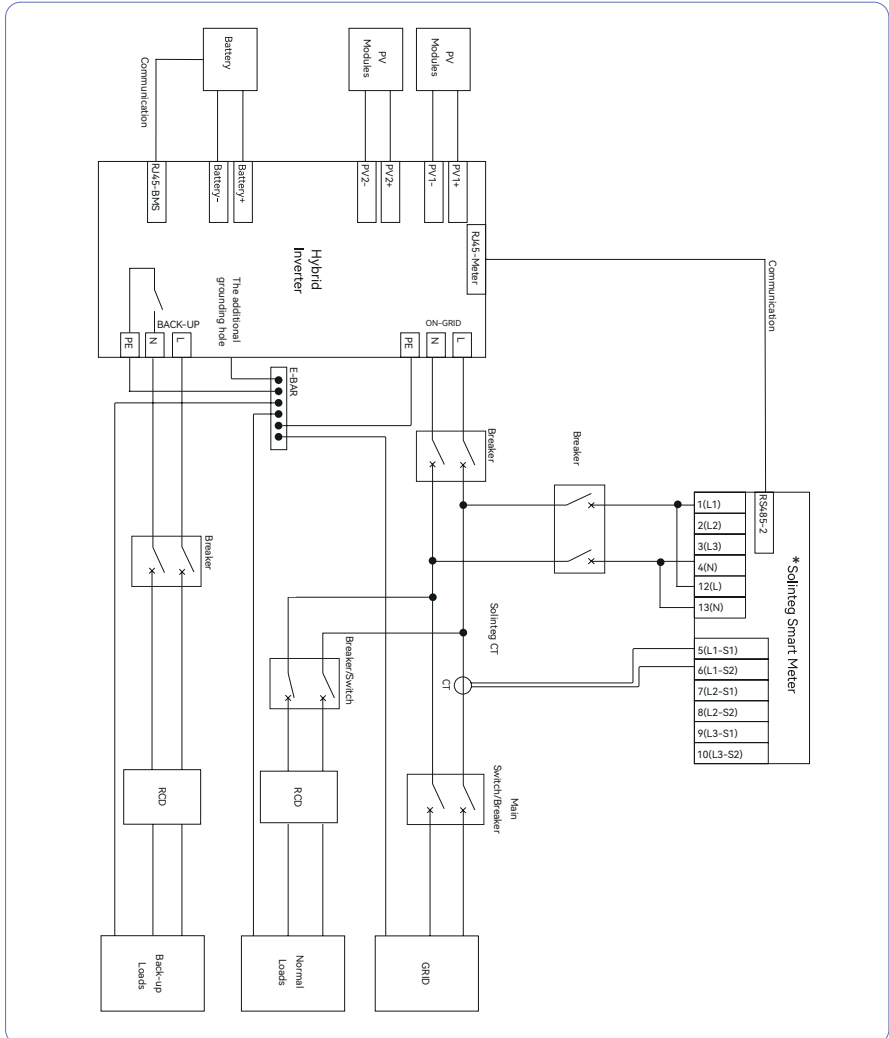 Battery
PV
Modules
PV
Modules
Communication
RJ45-BMS
Battery-
Battery+
PV2-
PV2+
PV1-
PV1+
RJ45-Meter
Communication
Hybrid
Inverter
The additional
grounding hole
BACK-UP
PE
N
L
ON-GRID
PE
N
L
E-BAR
Breaker
Breaker
Breaker
RS485-2
*Solinteg Smart Meter
1(L1)
2(L2)
3(L3)
4(N)
12(L)
13(N)
5(L1-S1)
6(L1-S2)
7(L2-S1)
8(L2-S2)
9(L3-S1)
10(L3-S2)
Solinteg CT
CT
Breaker/Switch
Main
Switch/Breaker
RCD
RCD
Back-up
Loads
Normal
Loads
GRID